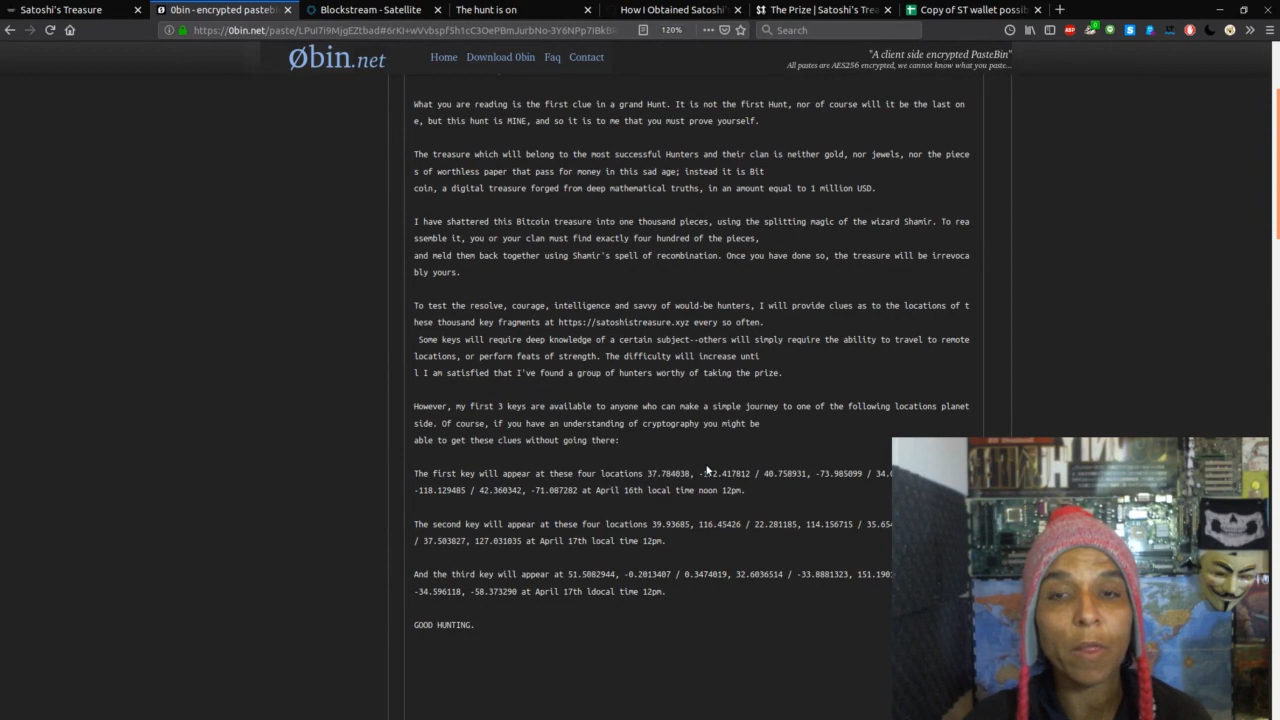 Satoshi's Treasure
0bin - encrypted pastebi
Blockstream - Satellite
The hunt is on
How I Obtained Satoshi'
The Prize | Satoshi's Trea
Copy of ST wallet possib
https://0bin.net/paste/
120%
Search
øbin.net
Home
Download 0bin
Faq
Contact
"A client side encrypted PasteBin"
All pastes are AES256 encrypted, we cannot know what you paste...
What you are reading is the first clue in a grand Hunt. It is not the first Hunt, nor of course will it be the last on
e, but this hunt is MINE, and so it is to me that you must prove yourself.
The treasure which will belong to the most successful Hunters and their clan is neither gold, nor jewels, nor the piece
s of worthless paper that pass for money in this sad age; instead it is Bit
coin, a digital treasure forged from deep mathematical truths, in an amount equal to 1 million USD.
I have shattered this Bitcoin treasure into one thousand pieces, using the splitting magic of the wizard Shamir. To rea
ssemble it, you or your clan must find exactly four hundred of the pieces,
and meld them back together using Shamir's spell of recombination. Once you have done so, the treasure will be irrevoca
bly yours.
To test the resolve, courage, intelligence and savvy of would-be hunters, I will provide clues as to the locations of t
hese thousand key fragments at https://satoshistreasure.xyz every so often.
Some keys will require deep knowledge of a certain subject--others will simply require the ability to travel to remote
locations, or perform feats of strength. The difficulty will increase unti
l I am satisfied that I've found a group of hunters worthy of taking the prize.
However, my first 3 keys are available to anyone who can make a simple journey to one of the following locations planet
side. Of course, if you have an understanding of cryptography you might be
able to get these clues without going there:
The first key will appear at these four locations 37.784038, -122.417812 / 40.758931, -73.985099 / 34.0
-118.129485 / 42.360342, -71.087282 at April 16th local time noon 12pm.
The second key will appear at these four locations 39.93685, 116.45426 / 22.281185, 114.156715 / 35.654
/ 37.503827, 127.031035 at April 17th local time 12pm.
And the third key will appear at 51.5082944, -0.2013407 / 0.3474019, 32.6036514 / -33.8881323, 151.190
-34.596118, -58.373290 at April 17th ldocal time 12pm.
GOOD HUNTING.